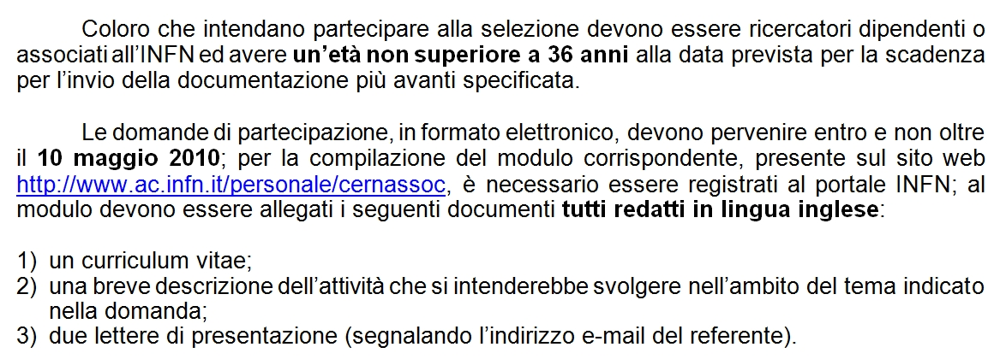 Coloro che intendano partecipare alla selezione devono essere ricercatori dipendenti o
associati all'INFN ed avere un'età non superiore a 36 anni alla data prevista per la scadenza
per l'invio della documentazione più avanti specificata.
Le domande di partecipazione, in formato elettronico, devono pervenire entro e non oltre
il 10 maggio 2010; per la compilazione del modulo corrispondente, presente sul sito web
http://www.ac.infn.it/personale/cernassoc, è necessario essere registrati al portale INFN; al
modulo devono essere allegati i seguenti documenti tutti redatti in lingua inglese:
1) un curriculum vitae;
2) una breve descrizione dell'attività che si intenderebbe svolgere nell'ambito del tema indicato
nella domanda;
3) due lettere di presentazione (segnalando l'indirizzo e-mail del referente).